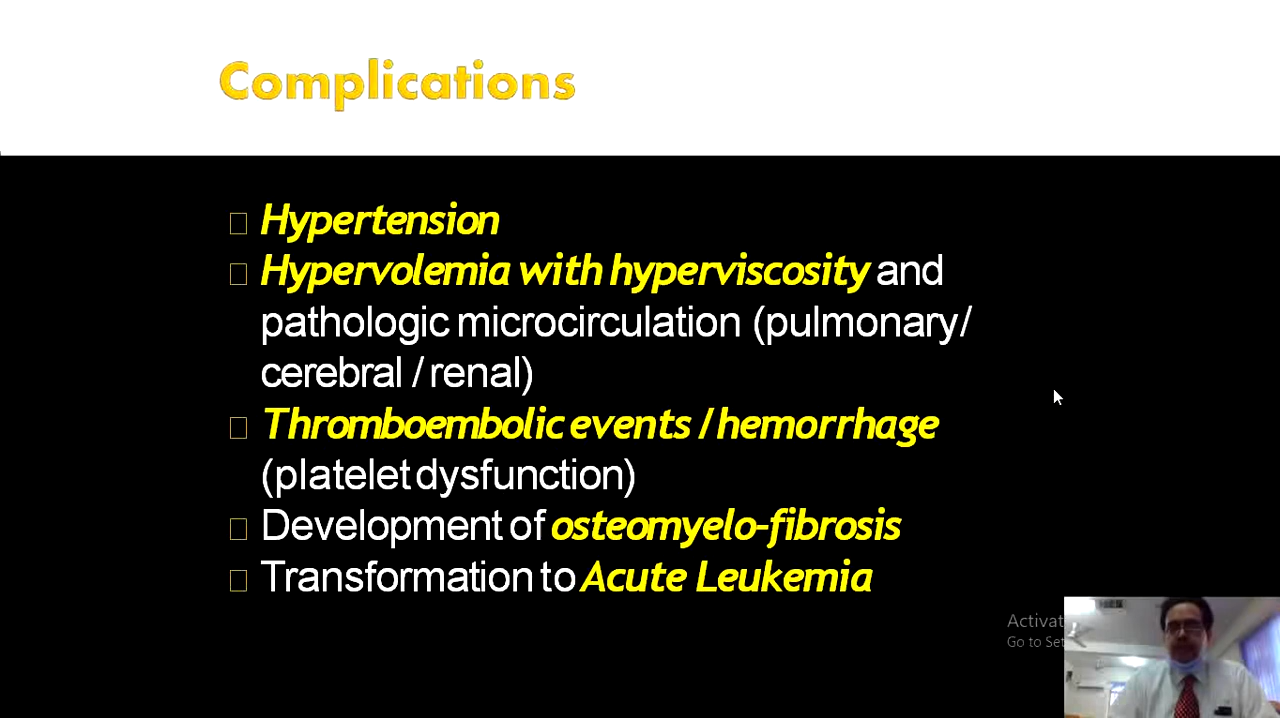 Complications
Hypertension
Hypervolemia with hyperviscosity and
pathologic microcirculation (pulmonary/
cerebral / renal)
Thromboembolic events / hemorrhage
(platelet dysfunction)
Development of osteomyelo-fibrosis
Transformation to Acute Leukemia
Activat
Go to Set